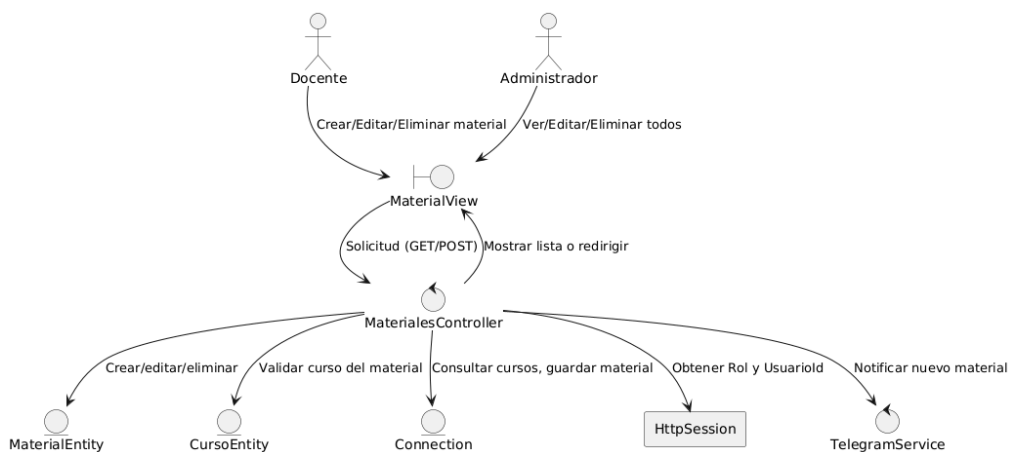 Docente
Administrador
Crear/Editar/Eliminar material
Ver/Editar/Eliminar todos
MaterialView
Solicitud (GET/POST)
Mostrar lista o redirigir
MaterialesController
Crear/editar/eliminar
Validar curso del material
Consultar cursos, guardar material
Obtener Rol y UsuarioId
Notificar nuevo material
MaterialEntity
CursoEntity
Connection
HttpSession
TelegramService